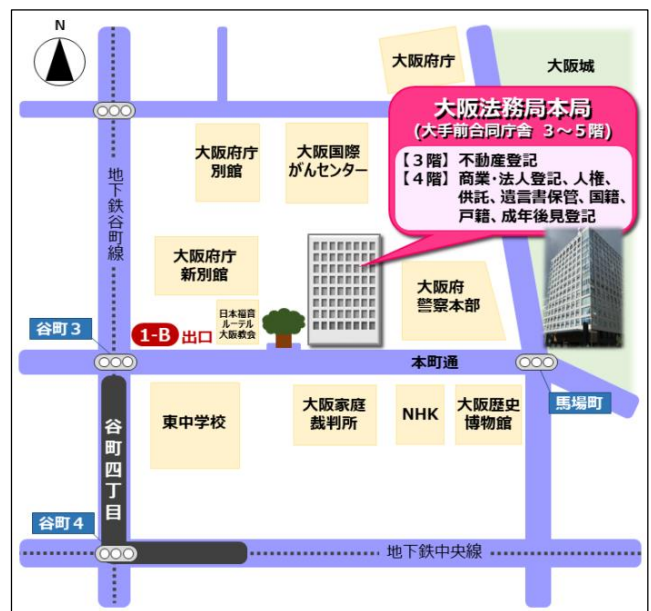 N
大阪府庁
大阪城
大阪法務局本局
(大手前合同庁舎 3～5階)
【3階】 不動産登記
【4階】 商業・法人登記、人権、
供託、遺言書保管、国籍、
戸籍、成年後見登記
大阪府庁
別館
大阪国際
がんセンター
地下鉄谷町線
大阪府庁
新別館
大阪府
警察本部
日本福音
ルーテル
大阪教会
谷町3
1-B 出口
本町通
馬場町
東中学校
大阪家庭
裁判所
NHK
大阪歴史
博物館
谷町四丁目
谷町4
地下鉄中央線